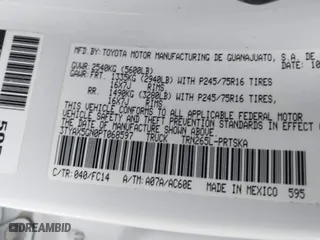 MFD. BY: TOYOTA MOTOR MANUFACTURING DE GUANAJUATO, S.A. DE
GVWR: 2540KG (5600LB)
GAWR: FRT. 1335KG (2940LB) WITH P245/75R16 TIRES
16X7J RIMS
RR. 1490KG (3280LB) WITH P245/75R16 TIRES
16X7J RIMS
THIS VEHICLE CONFORMS TO ALL APPLICABLE FEDERAL MOTOR VEHICLE
SAFETY AND THEFT PREVENTION STANDARDS IN EFFECT ON THE
DATE OF MANUFACTURE SHOWN ABOVE.
TRUCK TRN265L-PRTSKA
C/TR: 040/FC14 A/TM: A07A/AC60E MADE IN MEXICO 595
DREAMBID